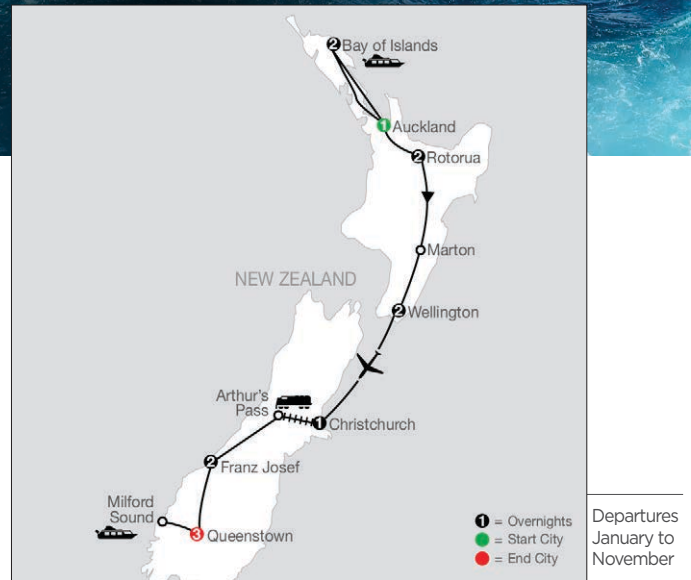 2 Bay of Islands
1 Auckland
2 Rotorua
Marton
NEW ZEALAND
2 Wellington
Arthur's
Pass
1 Christchurch
2 Franz Josef
Milford
Sound
3 Queenstown
1 = Overnights
= Start City
= End City
Departures
January to
November